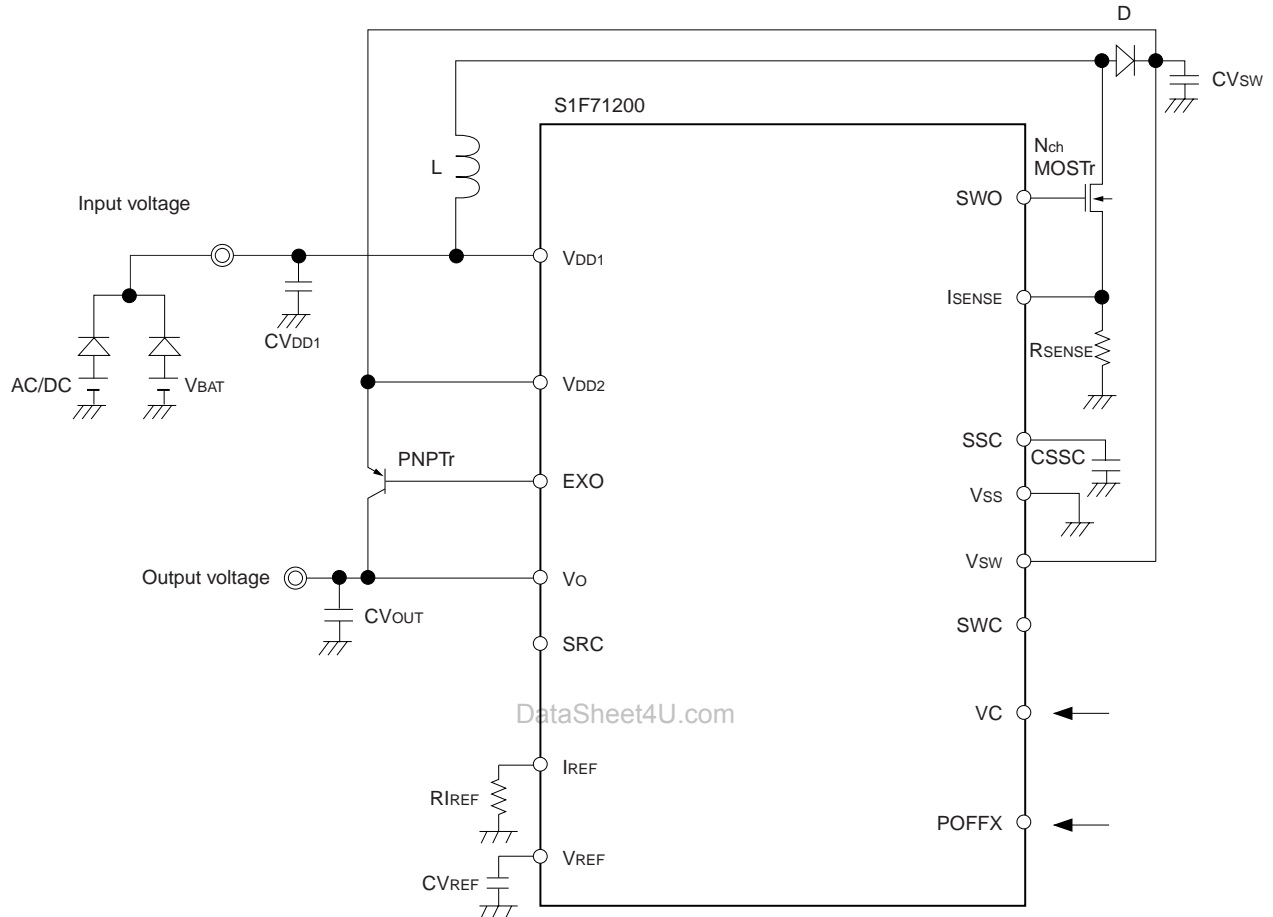 D
CVSW
S1F71200
Nch
MOSTr
L
SWO
Input voltage
VDD1
ISENSE
CVDD1
RSENSE
AC/DC
VBAT
VDD2
SSC
PNPTr
CSSC
EXO
VSS
VSW
Output voltage
VO
CVOUT
SWC
SRC
DataSheet4U.com
VC
IREF
RIREF
POFFX
VREF
CVREF